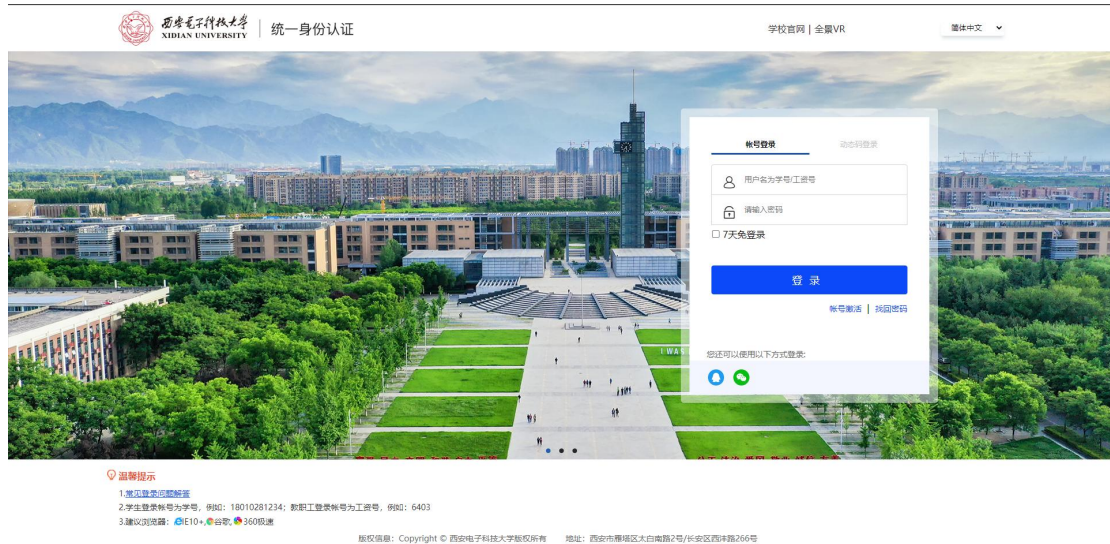 西安电子科技大学
XIDIAN UNIVERSITY
统一身份认证
学校官网 | 全景VR
简体中文
帐号登录 动态码登录
用户名为学号/工资号
请输入密码
7天免登录
登 录
帐号激活 | 找回密码
您还可以使用以下方式登录:
I WAS
温馨提示
1.常见登录问题解答
2.学生登录帐号为学号，例如：18010281234；教职工登录帐号为工资号，例如：6403
3.建议浏览器：IE10+,谷歌,360极速
版权信息：Copyright © 西安电子科技大学版权所有 地址：西安市雁塔区太白南路2号/长安区西沣路266号